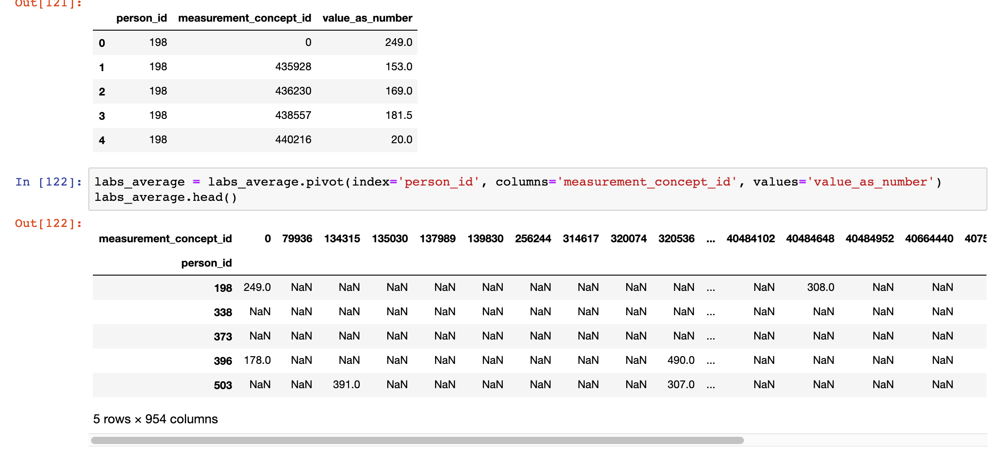 Out[121]:
person_id measurement_concept_id value_as_number
0 198 0 249.0
1 198 435928 153.0
2 198 436230 169.0
3 198 438557 181.5
4 198 440216 20.0
In [122]: labs_average = labs_average.pivot(index='person_id', columns='measurement_concept_id', values='value_as_number')
labs_average.head()
Out[122]:
measurement_concept_id 0 79936 134315 135030 137989 139830 256244 314617 320074 320536 ... 40484102 40484648 40484952 40664440 4075
person_id
198 249.0 NaN NaN NaN NaN NaN NaN NaN NaN NaN ... NaN 308.0 NaN NaN
338 NaN NaN NaN NaN NaN NaN NaN NaN NaN NaN ... NaN NaN NaN NaN
373 NaN NaN NaN NaN NaN NaN NaN NaN NaN NaN ... NaN NaN NaN NaN
396 178.0 NaN NaN NaN NaN NaN NaN NaN NaN 490.0 ... NaN NaN NaN NaN
503 NaN NaN 391.0 NaN NaN NaN NaN NaN NaN 307.0 ... NaN NaN NaN NaN
5 rows × 954 columns